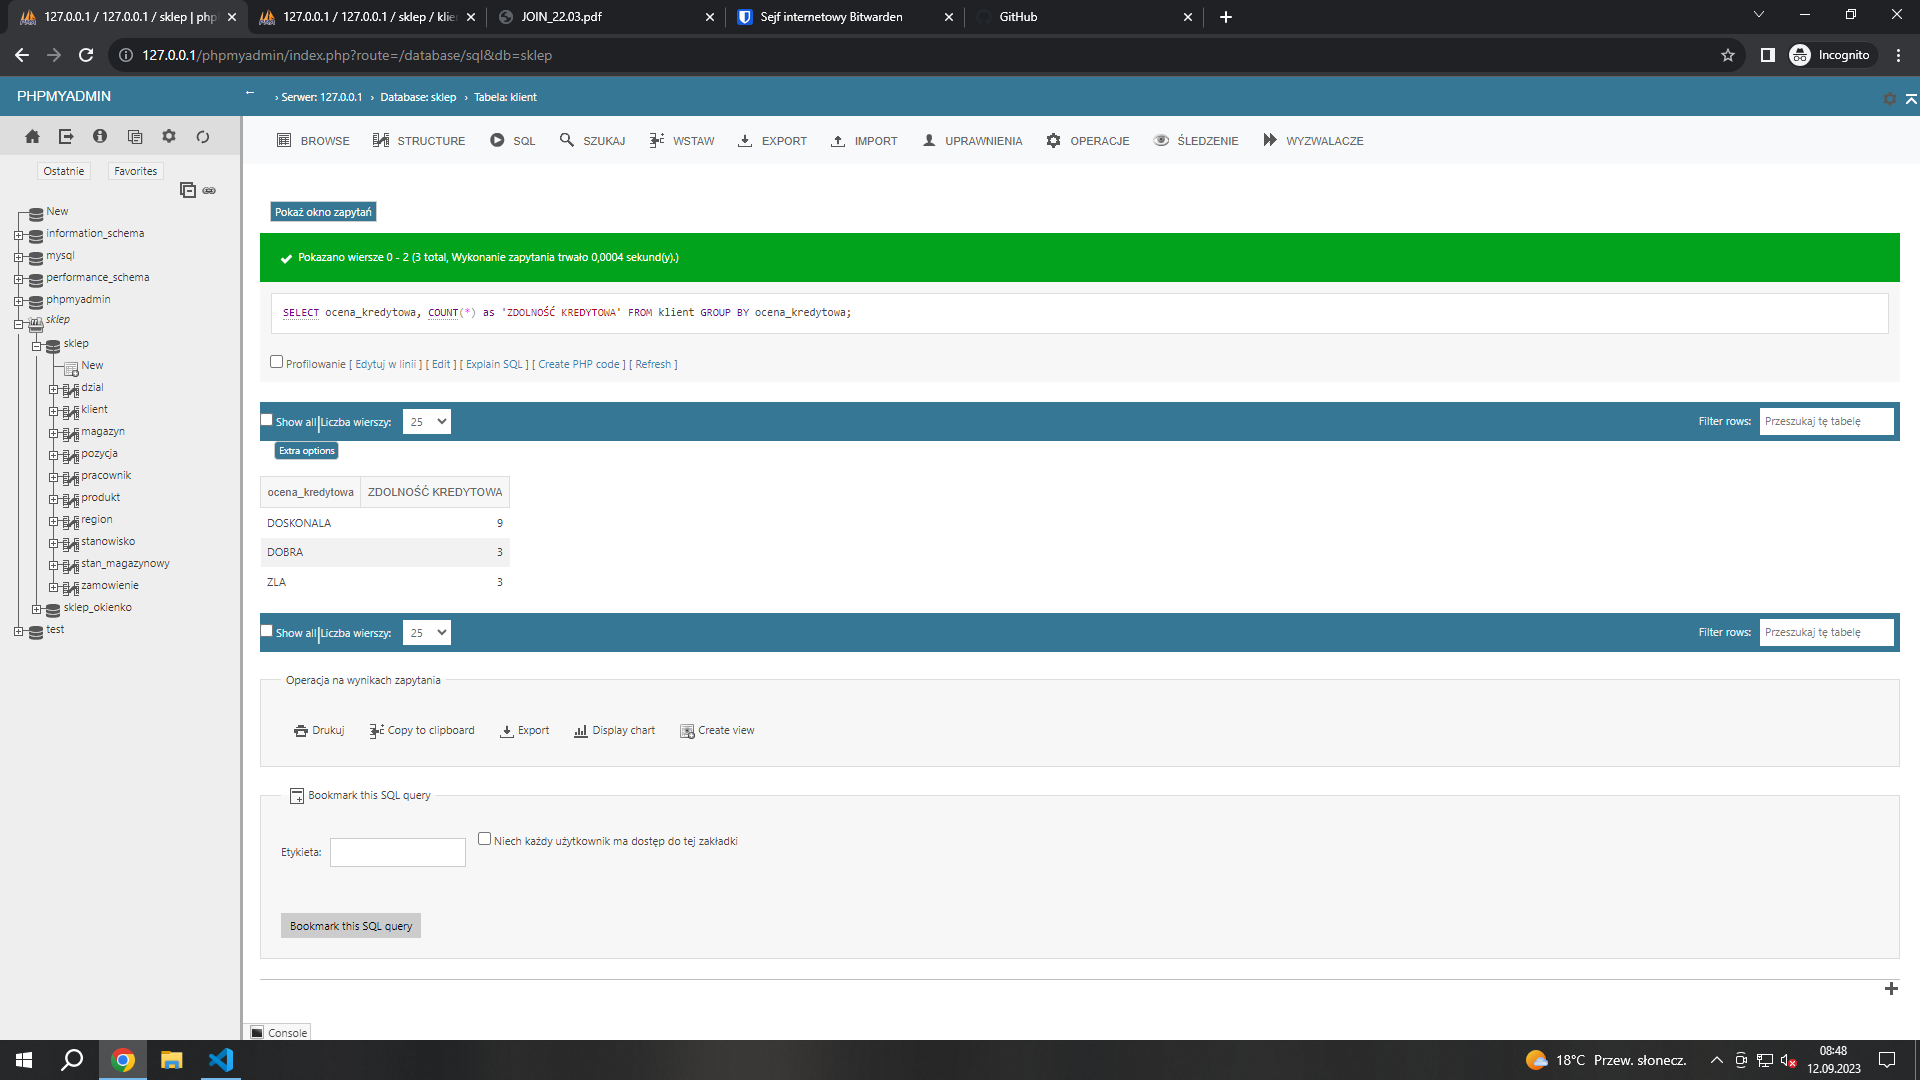 127.0.0.1 / 127.0.0.1 / sklep | php
127.0.0.1 / 127.0.0.1 / sklep / klie
JOIN_22.03.pdf
Sejf internetowy Bitwarden
GitHub
127.0.0.1/phpmyadmin/index.php?route=/database/sql&db=sklep
Incognito
PHPMYADMIN
Serwer: 127.0.0.1 › Database: sklep › Tabela: klient
BROWSE
STRUCTURE
SQL
SZUKAJ
WSTAW
EXPORT
IMPORT
UPRAWNIENIA
OPERACJE
ŚLEDZENIE
WYZWALACZE
Ostatnie
Favorites
New
information_schema
mysql
performance_schema
phpmyadmin
sklep
sklep
New
dzial
klient
magazyn
pozycja
pracownik
produkt
region
stanowisko
stan_magazynowy
zamowienie
sklep_okienko
test
Pokaż okno zapytań
Pokazano wiersze 0 - 2 (3 total, Wykonanie zapytania trwało 0,0004 sekund(y).)
SELECT ocena_kredytowa, COUNT(*) as 'ZDOLNOŚĆ KREDYTOWA' FROM klient GROUP BY ocena_kredytowa;
Profilowanie [ Edytuj w linii ] [ Edit ] [ Explain SQL ] [ Create PHP code ] [ Refresh ]
Show all
Liczba wierszy:
25
Filter rows:
Przeszukaj tę tabelę
Extra options
ocena_kredytowa ZDOLNOŚĆ KREDYTOWA
DOSKONALA 9
DOBRA 3
ZLA 3
Show all
Liczba wierszy:
25
Filter rows:
Przeszukaj tę tabelę
Operacja na wynikach zapytania
Drukuj
Copy to clipboard
Export
Display chart
Create view
Bookmark this SQL query
Etykieta:
Niech każdy użytkownik ma dostęp do tej zakładki
Bookmark this SQL query
Console
18°C Przew. słonecz.
08:48
12.09.2023